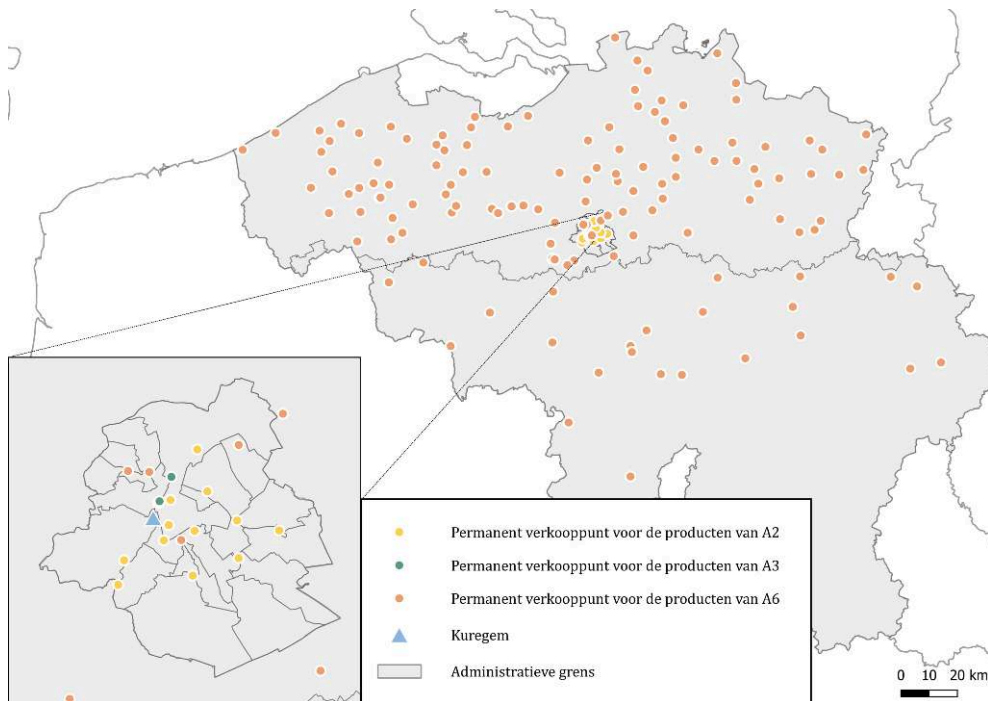 Permanent verkooppunt voor de producten van A2
Permanent verkooppunt voor de producten van A3
Permanent verkooppunt voor de producten van A6
Kuregem
Administratieve grens
0 10 20 km